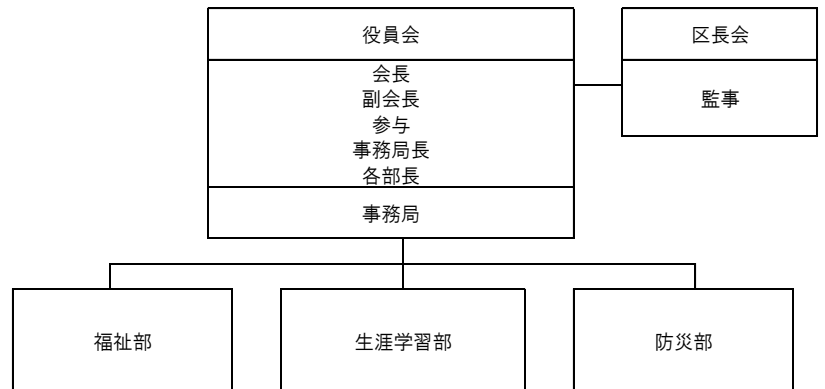 役員会
会長
副会長
参与
事務局長
各部長
事務局
区長会
監事
福祉部
生涯学習部
防災部